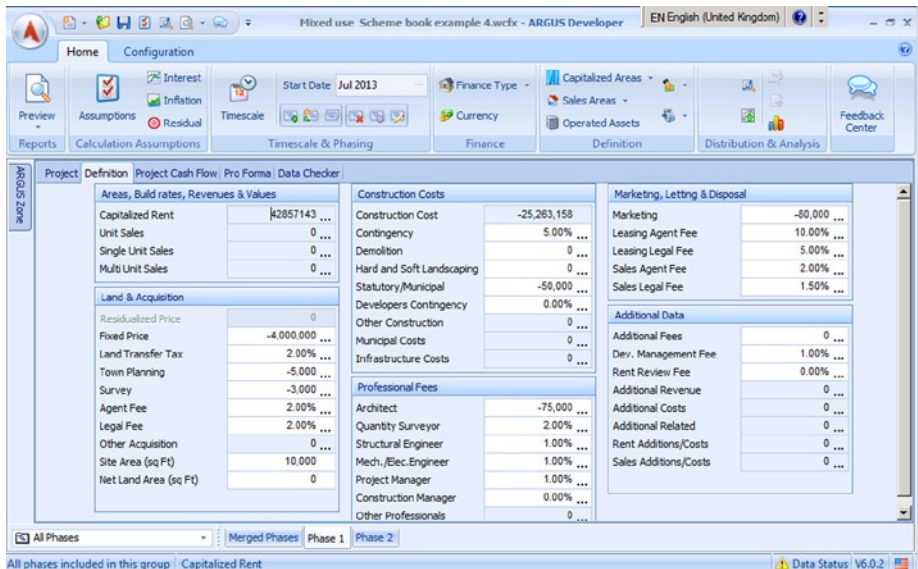 Mixed use Scheme book example 4.wcfx - ARGUS Developer
EN English (United Kingdom)
Home Configuration
Preview
Reports
Assumptions
Interest
Inflation
Residual
Calculation Assumptions
Timescale
Start Date Jul 2013
Timescale & Phasing
Finance Type
Currency
Finance
Capitalized Areas
Sales Areas
Operated Assets
Definition
Distribution & Analysis
Feedback
Center
ARGUS Zone
Project Definition Project Cash Flow Pro Forma Data Checker
Areas, Build rates, Revenues & Values
Capitalized Rent 42857143 ...
Unit Sales 0 ...
Single Unit Sales 0 ...
Multi Unit Sales 0 ...
Land & Acquisition
Residualized Price 0
Fixed Price -4,000,000 ...
Land Transfer Tax 2.00% ...
Town Planning -5,000 ...
Survey -3,000 ...
Agent Fee 2.00% ...
Legal Fee 2.00% ...
Other Acquisition 0 ...
Site Area (sq Ft) 10,000
Net Land Area (sq Ft) 0
Construction Costs
Construction Cost -25,263,158
Contingency 5.00% ...
Demolition 0 ...
Hard and Soft Landscaping 0 ...
Statutory/Municipal -50,000 ...
Developers Contingency 0.00% ...
Other Construction 0 ...
Municipal Costs 0 ...
Infrastructure Costs 0 ...
Professional Fees
Architect -75,000 ...
Quantity Surveyor 2.00% ...
Structural Engineer 1.00% ...
Mech./Elec.Engineer 1.00% ...
Project Manager 1.00% ...
Construction Manager 0.00% ...
Other Professionals 0 ...
Marketing, Letting & Disposal
Marketing -80,000 ...
Leasing Agent Fee 10.00% ...
Leasing Legal Fee 5.00% ...
Sales Agent Fee 2.00% ...
Sales Legal Fee 1.50% ...
Additional Data
Additional Fees 0 ...
Dev. Management Fee 1.00% ...
Rent Review Fee 0.00% ...
Additional Revenue 0 ...
Additional Costs 0 ...
Additional Related 0 ...
Rent Additions/Costs 0 ...
Sales Additions/Costs 0 ...
All Phases
Merged Phases Phase 1 Phase 2
All phases included in this group Capitalized Rent
Data Status V6.0.2